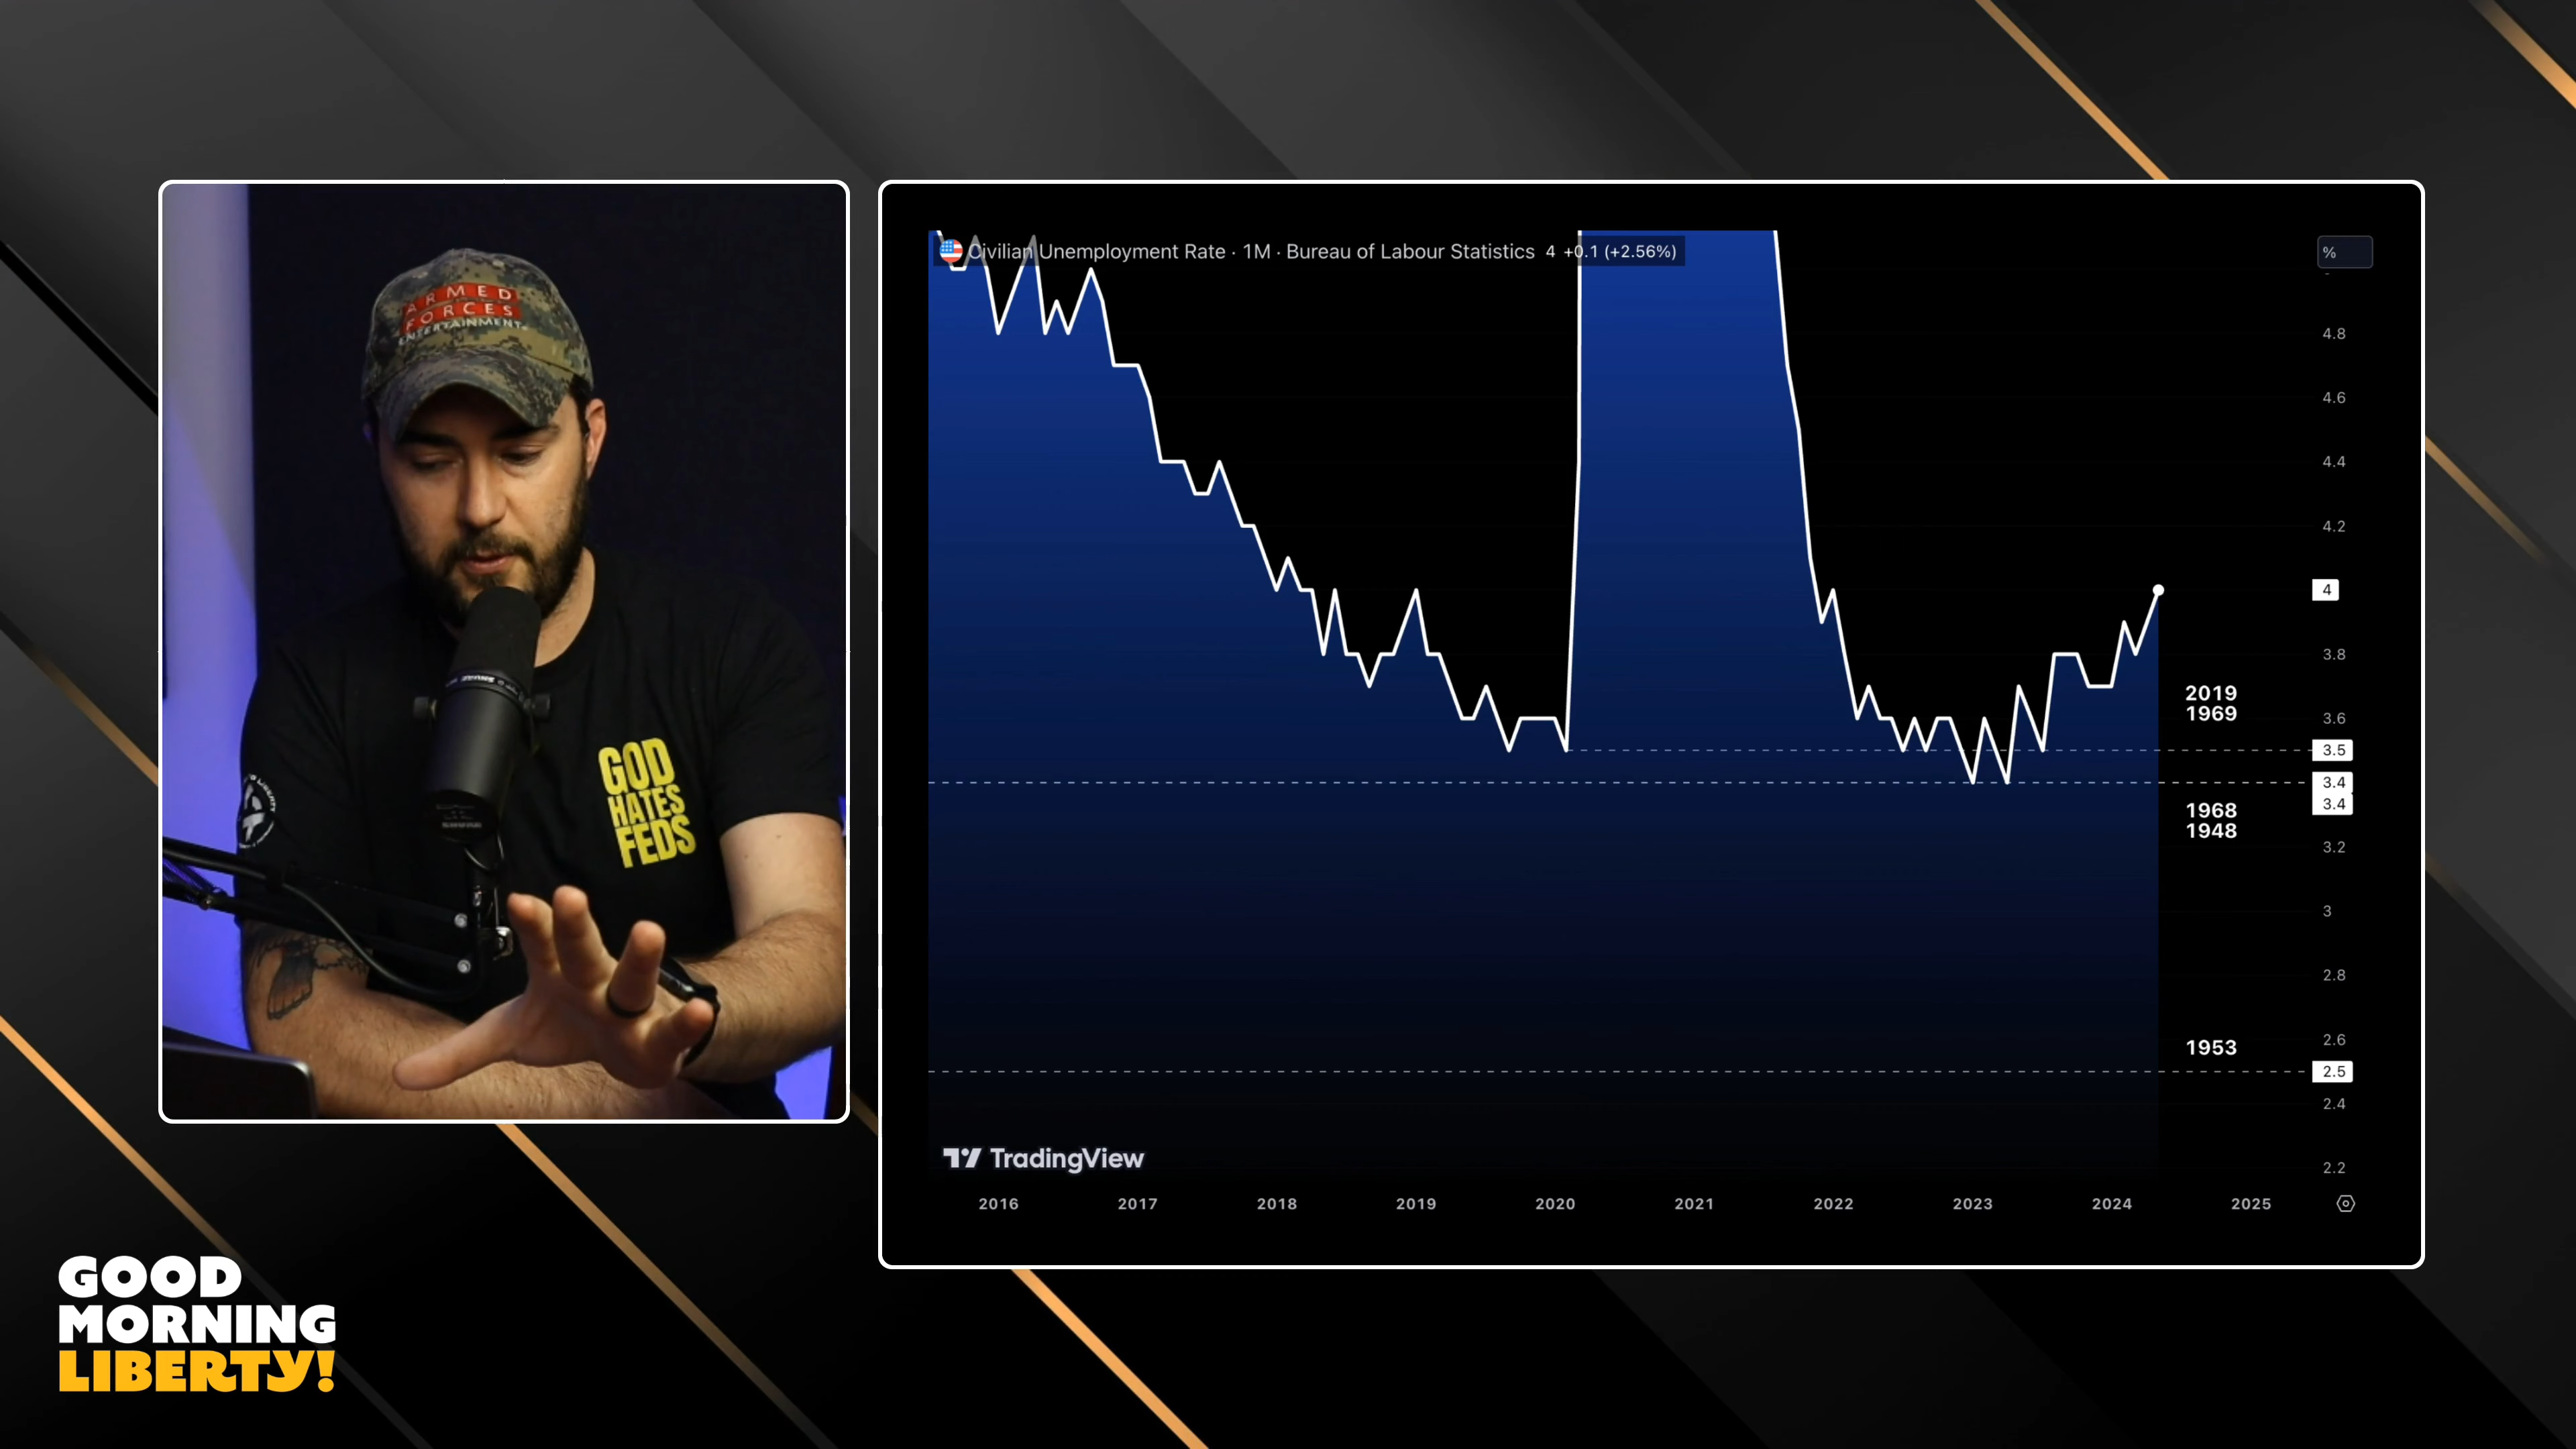 ARMED
FORCES
ENTERTAINMENT
GOD
HATES
FEDS
Civilian Unemployment Rate · 1M · Bureau of Labour Statistics 4 +0.1 (+2.56%)
%
4.8
4.6
4.4
4.2
4
3.8
2019
1969
3.6
3.5
3.4
3.4
1968
1948
3.2
3
2.8
1953
2.6
2.5
2.4
2.2
TradingView
2016 2017 2018 2019 2020 2021 2022 2023 2024 2025
GOOD
MORNING
LIBERTY!